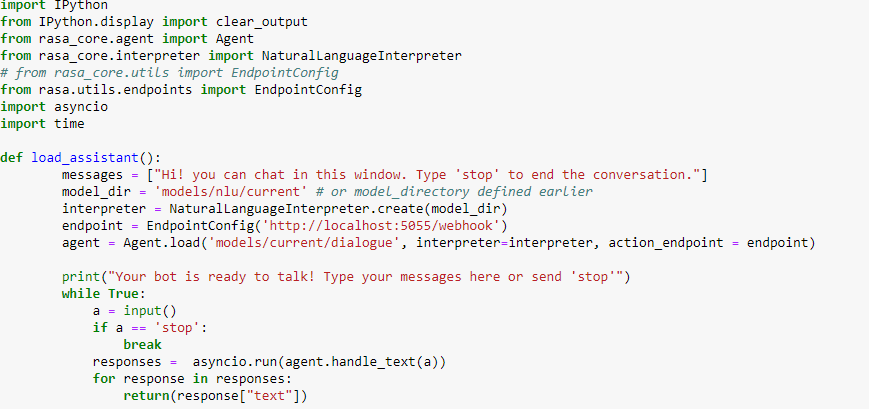 import IPython
from IPython.display import clear_output
from rasa_core.agent import Agent
from rasa_core.interpreter import NaturalLanguageInterpreter
# from rasa_core.utils import EndpointConfig
from rasa.utils.endpoints import EndpointConfig
import asyncio
import time

def load_assistant():
        messages = ["Hi! you can chat in this window. Type 'stop' to end the conversation."]
        model_dir = 'models/nlu/current' # or model_directory defined earlier
        interpreter = NaturalLanguageInterpreter.create(model_dir)
        endpoint = EndpointConfig('http://localhost:5055/webhook')
        agent = Agent.load('models/current/dialogue', interpreter=interpreter, action_endpoint = endpoint)

        print("Your bot is ready to talk! Type your messages here or send 'stop'")
        while True:
            a = input()
            if a == 'stop':
                break
            responses =  asyncio.run(agent.handle_text(a))
            for response in responses:
                return(response["text"])